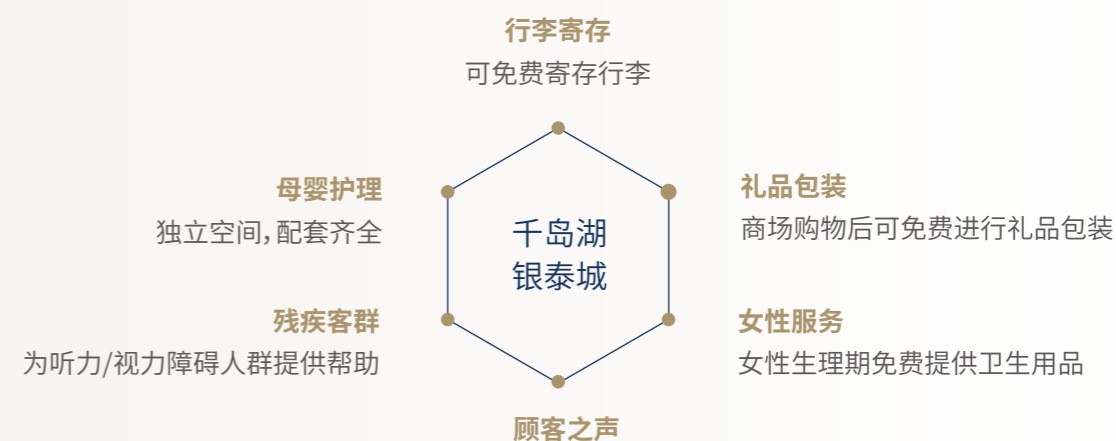 行李寄存
可免费寄存行李
母婴护理
独立空间，配套齐全
礼品包装
商场购物后可免费进行礼品包装
千岛湖
银泰城
残疾客群
为听力/视力障碍人群提供帮助
女性服务
女性生理期免费提供卫生用品
顾客之声